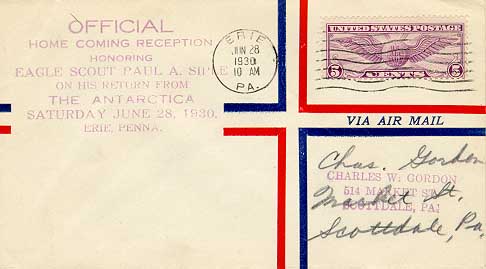 OFFICIAL
HOME COMING RECEPTION
HONORING
EAGLE SCOUT PAUL A. SIPLE
ON HIS RETURN FROM
THE ANTARCTICA
SATURDAY JUNE 28, 1930.
ERIE, PENNA.
ERIE
JUN 28
1930
10 AM
PA.
UNITED STATES POSTAGE
5 CENTS 5
VIA AIR MAIL
Chas. Gordon
CHARLES W. GORDON
514 MARKET ST.
Market St.
SCOTTDALE, PA.
Scottdale, Pa.